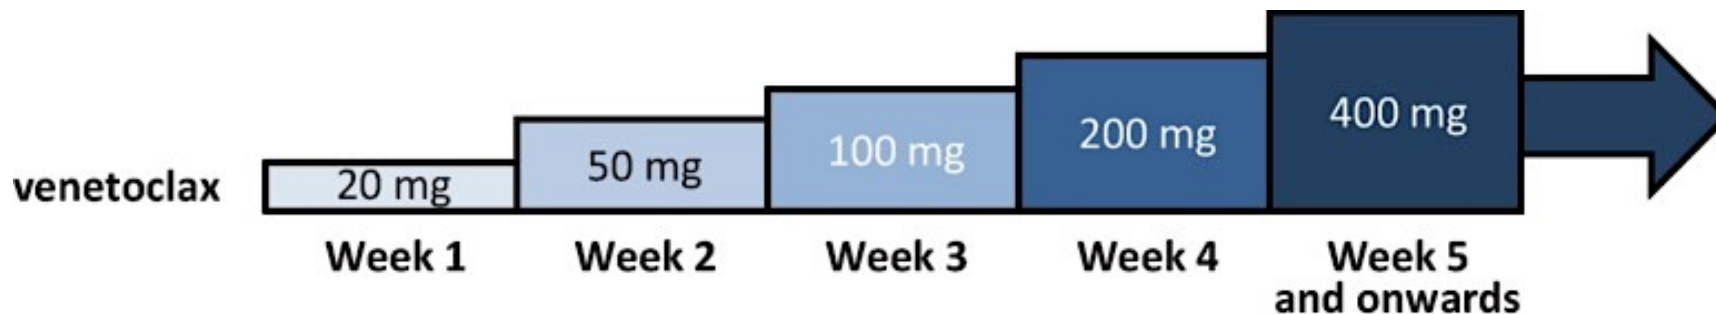 venetoclax
20 mg
50 mg
100 mg
200 mg
400 mg
Week 1
Week 2
Week 3
Week 4
Week 5
and onwards